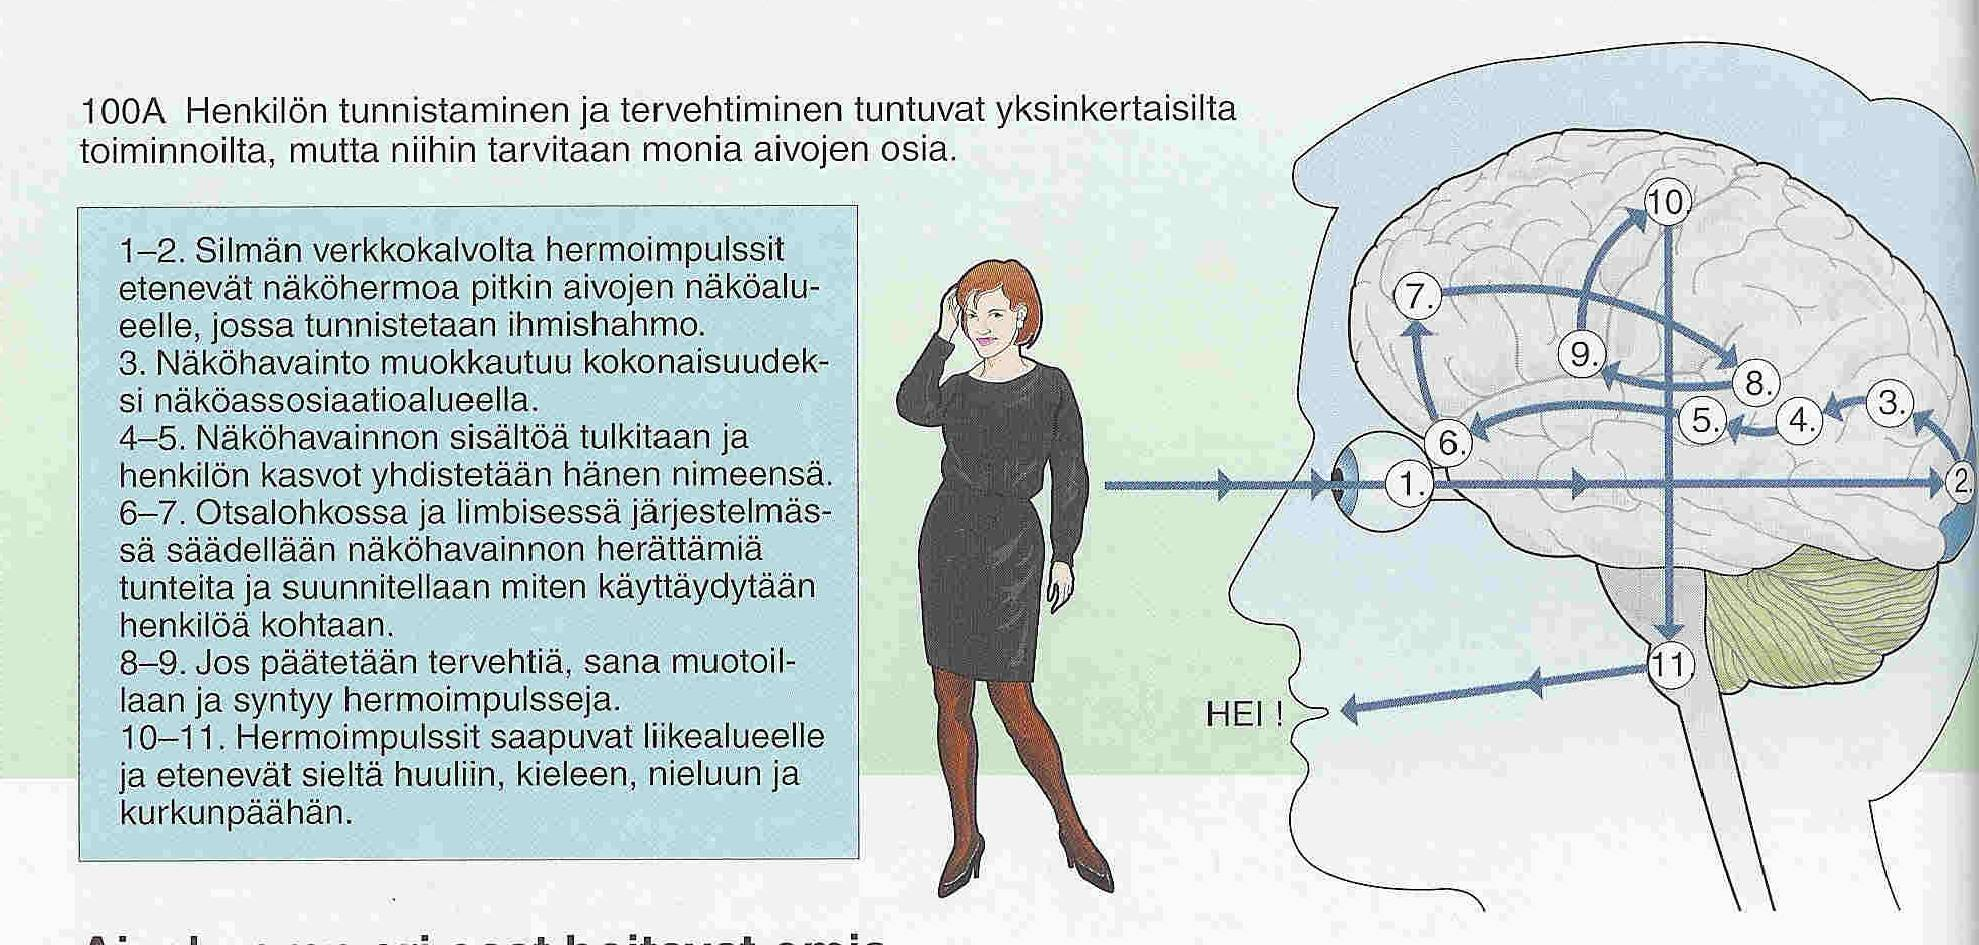 100A Henkilön tunnistaminen ja tervehtiminen tuntuvat yksinkertaisilta
toiminnoilta, mutta niihin tarvitaan monia aivojen osia.
1–2. Silmän verkkokalvolta hermoimpulssit
etenevät näköhermoa pitkin aivojen näköalu-
eelle, jossa tunnistetaan ihmishahmo.
3. Näköhavainto muokkautuu kokonaisuudek-
si näköassosiaatioalueella.
4–5. Näköhavainnon sisältöä tulkitaan ja
henkilön kasvot yhdistetään hänen nimeensä.
6–7. Otsalohkossa ja limbisessä järjestelmäs-
sä säädellään näköhavainnon herättämiä
tunteita ja suunnitellaan miten käyttäydytään
henkilöä kohtaan.
8–9. Jos päätetään tervehtiä, sana muotoil-
laan ja syntyy hermoimpulsseja.
10–11. Hermoimpulssit saapuvat liikealueelle
ja etenevät sieltä huuliin, kieleen, nieluun ja
kurkunpäähän.
10.
7.
9.
8.
3.
5.
4.
6.
1.
2.
11.
HEI !